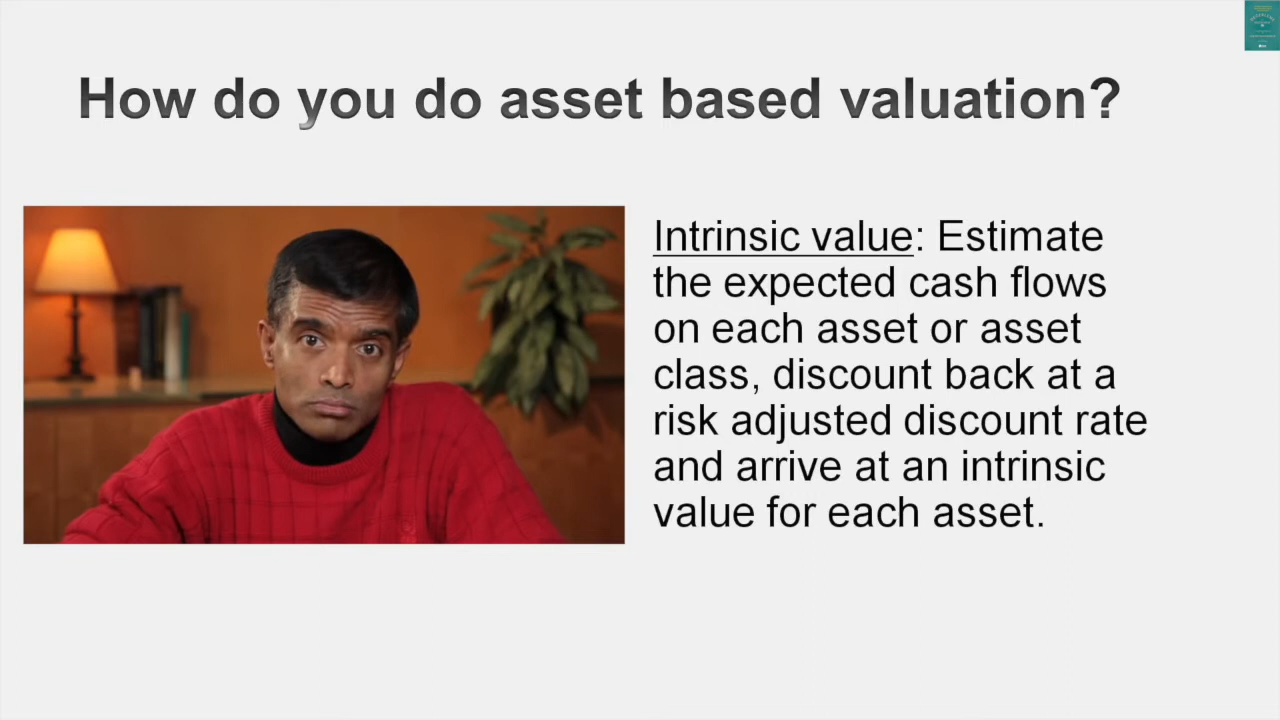 How do you do asset based valuation?
Intrinsic value: Estimate
the expected cash flows
on each asset or asset
class, discount back at a
risk adjusted discount rate
and arrive at an intrinsic
value for each asset.